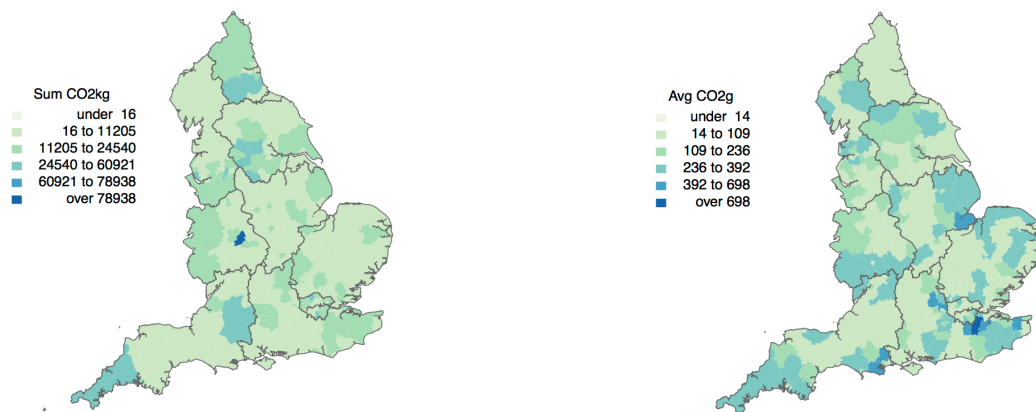 Sum CO2kg
under 16
16 to 11205
11205 to 24540
24540 to 60921
60921 to 78938
over 78938
Avg CO2g
under 14
14 to 109
109 to 236
236 to 392
392 to 698
over 698